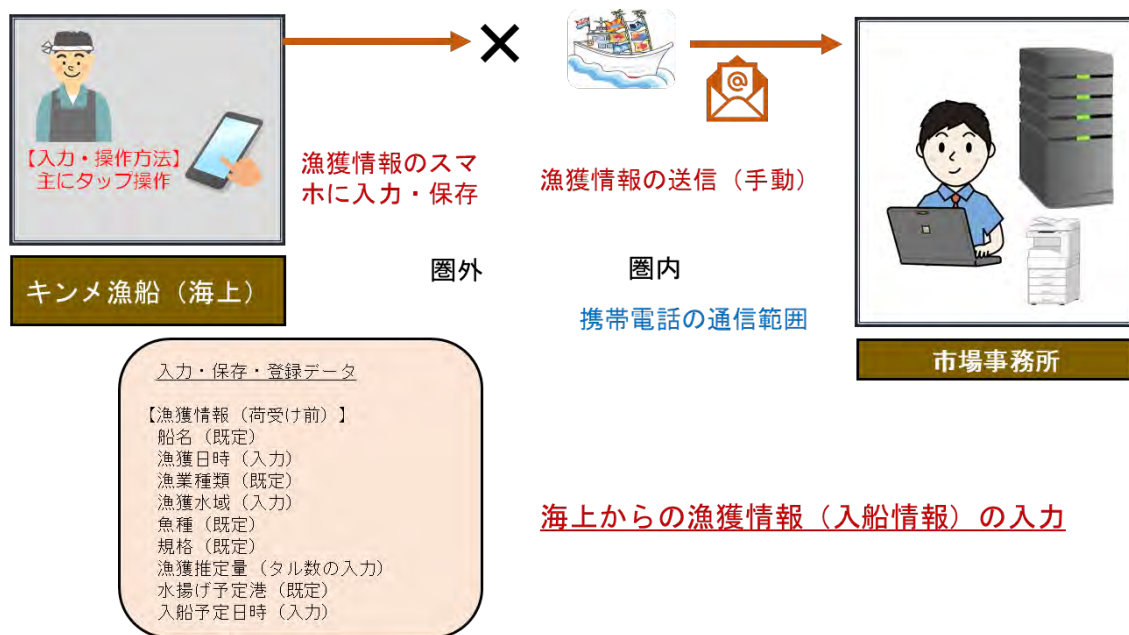 【入力・操作方法】
主にタップ操作
キンメ漁船（海上）
漁獲情報のスマ
ホに入力・保存
漁獲情報の送信（手動）
圏外
圏内
携帯電話の通信範囲
@
市場事務所
入力・保存・登録データ
【漁獲情報（荷受け前）】
船名（既定）
漁獲日時（入力）
漁業種類（既定）
漁獲水域（入力）
魚種（既定）
規格（既定）
漁獲推定量（タル数の入力）
水揚げ予定港（既定）
入船予定日時（入力）
海上からの漁獲情報（入船情報）の入力